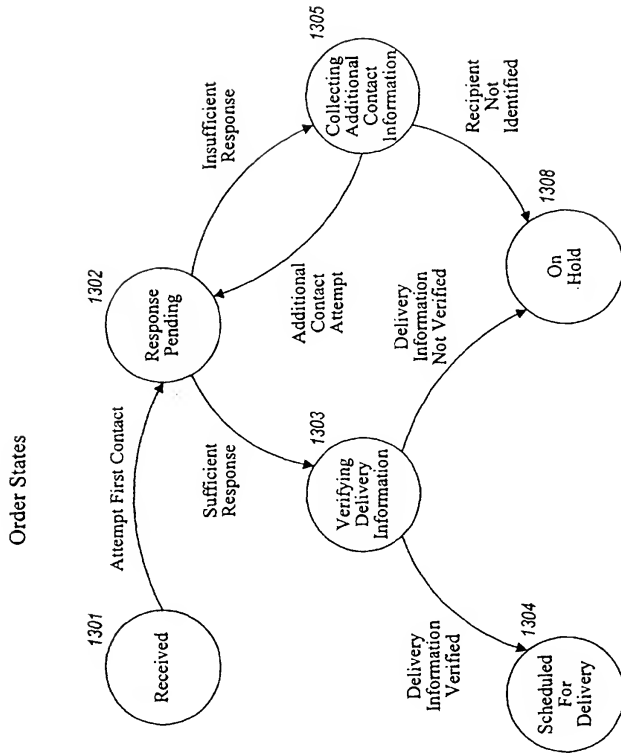 Order States
1301
Received
Attempt First Contact
1302
Response
Pending
Insufficient
Response
1305
Collecting
Additional
Contact
Information
Sufficient
Response
Additional
Contact
Attempt
Recipient
Not
Identified
1303
Verifying
Delivery
Information
Delivery
Information
Not Verified
1308
On
Hold
Delivery
Information
Verified
1304
Scheduled
For
Delivery